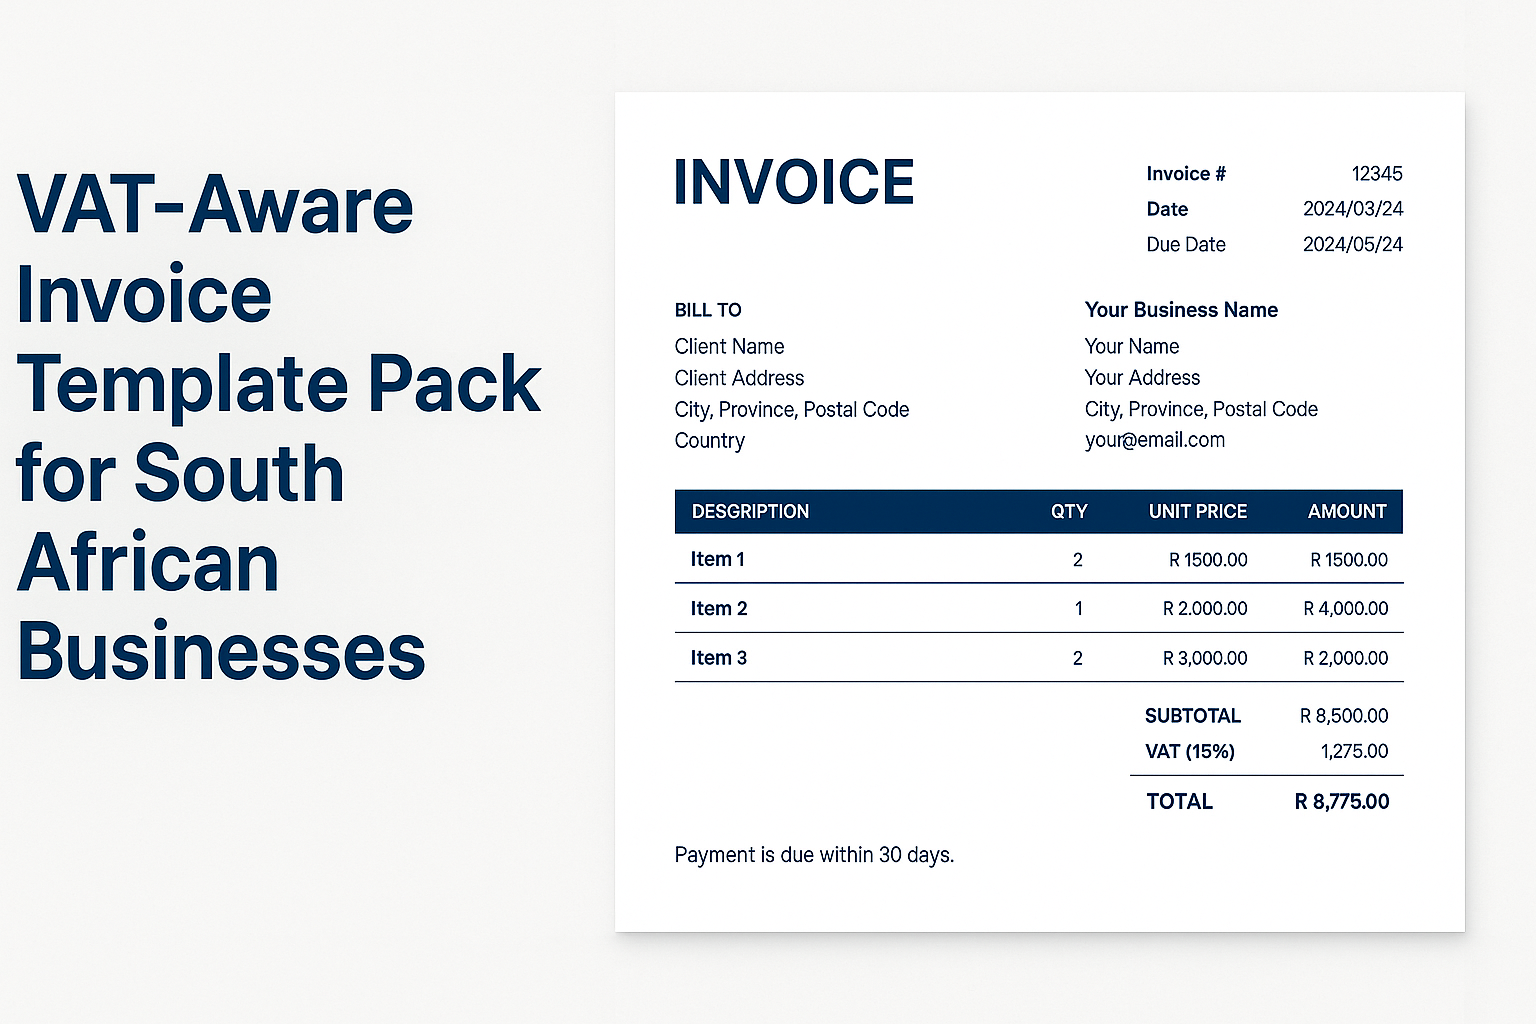 VAT-Aware
Invoice
Template Pack
for South
African
Businesses
INVOICE
Invoice # 12345
Date 2024/03/24
Due Date 2024/05/24
BILL TO
Client Name
Client Address
City, Province, Postal Code
Country
Your Business Name
Your Name
Your Address
City, Province, Postal Code
your@email.com
DESGRIPTION QTY UNIT PRICE AMOUNT
Item 1 2 R 1500.00 R 1500.00
Item 2 1 R 2.000.00 R 4,000.00
Item 3 2 R 3,000.00 R 2,000.00
SUBTOTAL R 8,500.00
VAT (15%) 1,275.00
TOTAL R 8,775.00
Payment is due within 30 days.